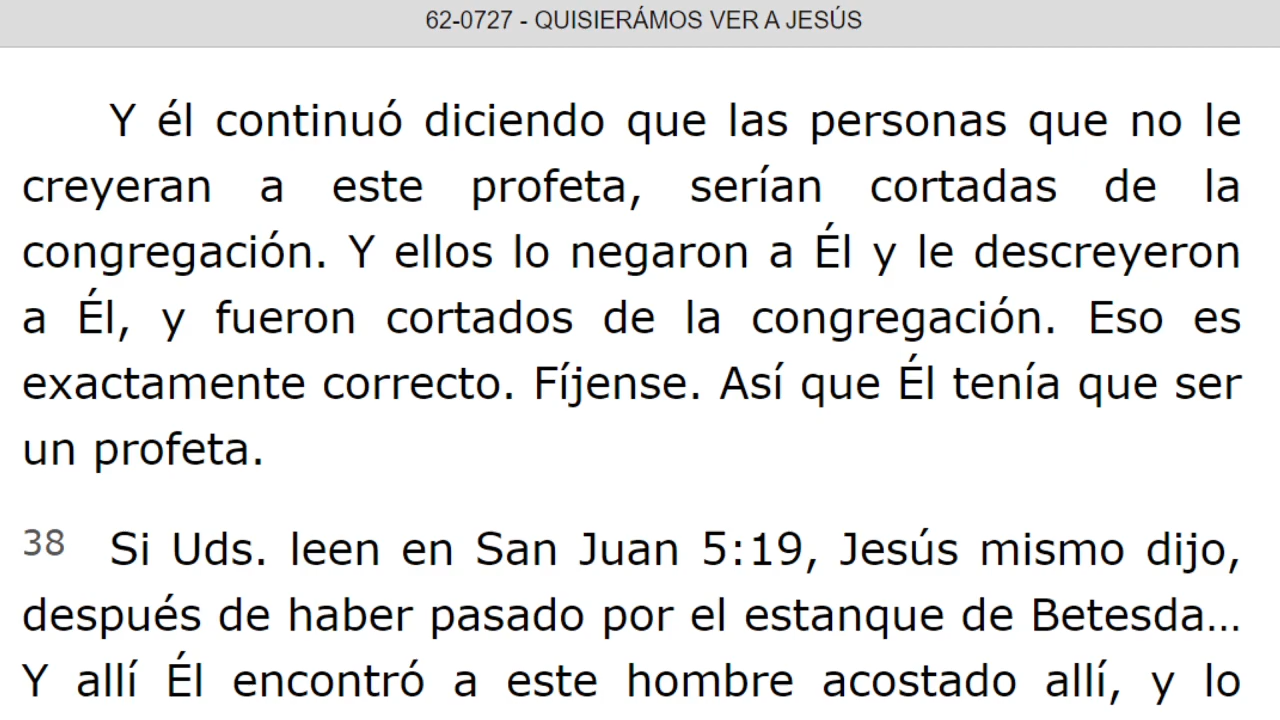 62-0727 - QUISIERÁMOS VER A JESÚS
Y él continuó diciendo que las personas que no le
creyeran a este profeta, serían cortadas de la
congregación. Y ellos lo negaron a Él y le descreyeron
a Él, y fueron cortados de la congregación. Eso es
exactamente correcto. Fíjense. Así que Él tenía que ser
un profeta.
38 Si Uds. leen en San Juan 5:19, Jesús mismo dijo,
después de haber pasado por el estanque de Betesda…
Y allí Él encontró a este hombre acostado allí, y lo